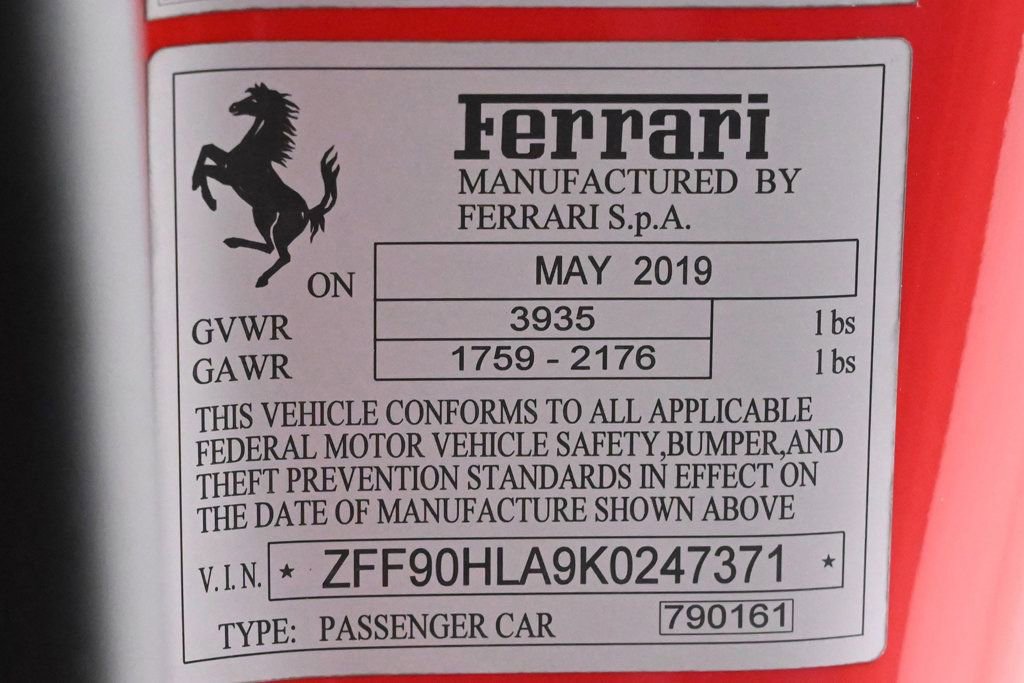 Ferrari
MANUFACTURED BY
FERRARI S.p.A.
ON MAY 2019
GVWR 3935 lbs
GAWR 1759 - 2176 lbs
THIS VEHICLE CONFORMS TO ALL APPLICABLE
FEDERAL MOTOR VEHICLE SAFETY,BUMPER,AND
THEFT PREVENTION STANDARDS IN EFFECT ON
THE DATE OF MANUFACTURE SHOWN ABOVE
V.I.N. ★ ZFF90HLA9K0247371 ★
TYPE: PASSENGER CAR 790161